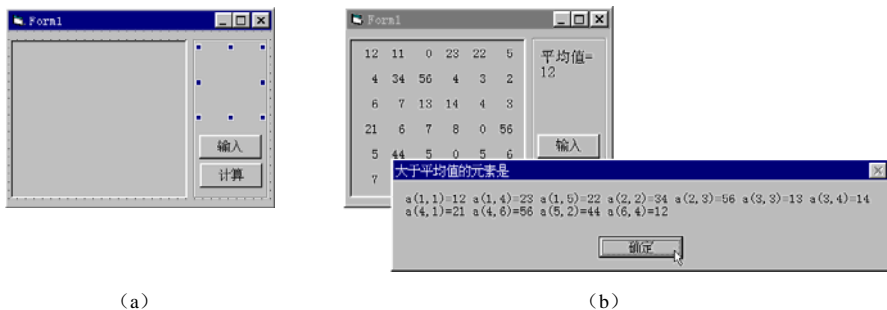 Form1
输入
计算
(a)
Form1
12 11 0 23 22 5
4 34 56 4 3 2
6 7 13 14 4 3
21 6 7 8 0 56
5 44 5 0 5 6
7
平均值=
12
输入
大于平均值的元素是
a(1,1)=12 a(1,4)=23 a(1,5)=22 a(2,2)=34 a(2,3)=56 a(3,3)=13 a(3,4)=14
a(4,1)=21 a(4,6)=56 a(5,2)=44 a(6,4)=12
确定
(b)